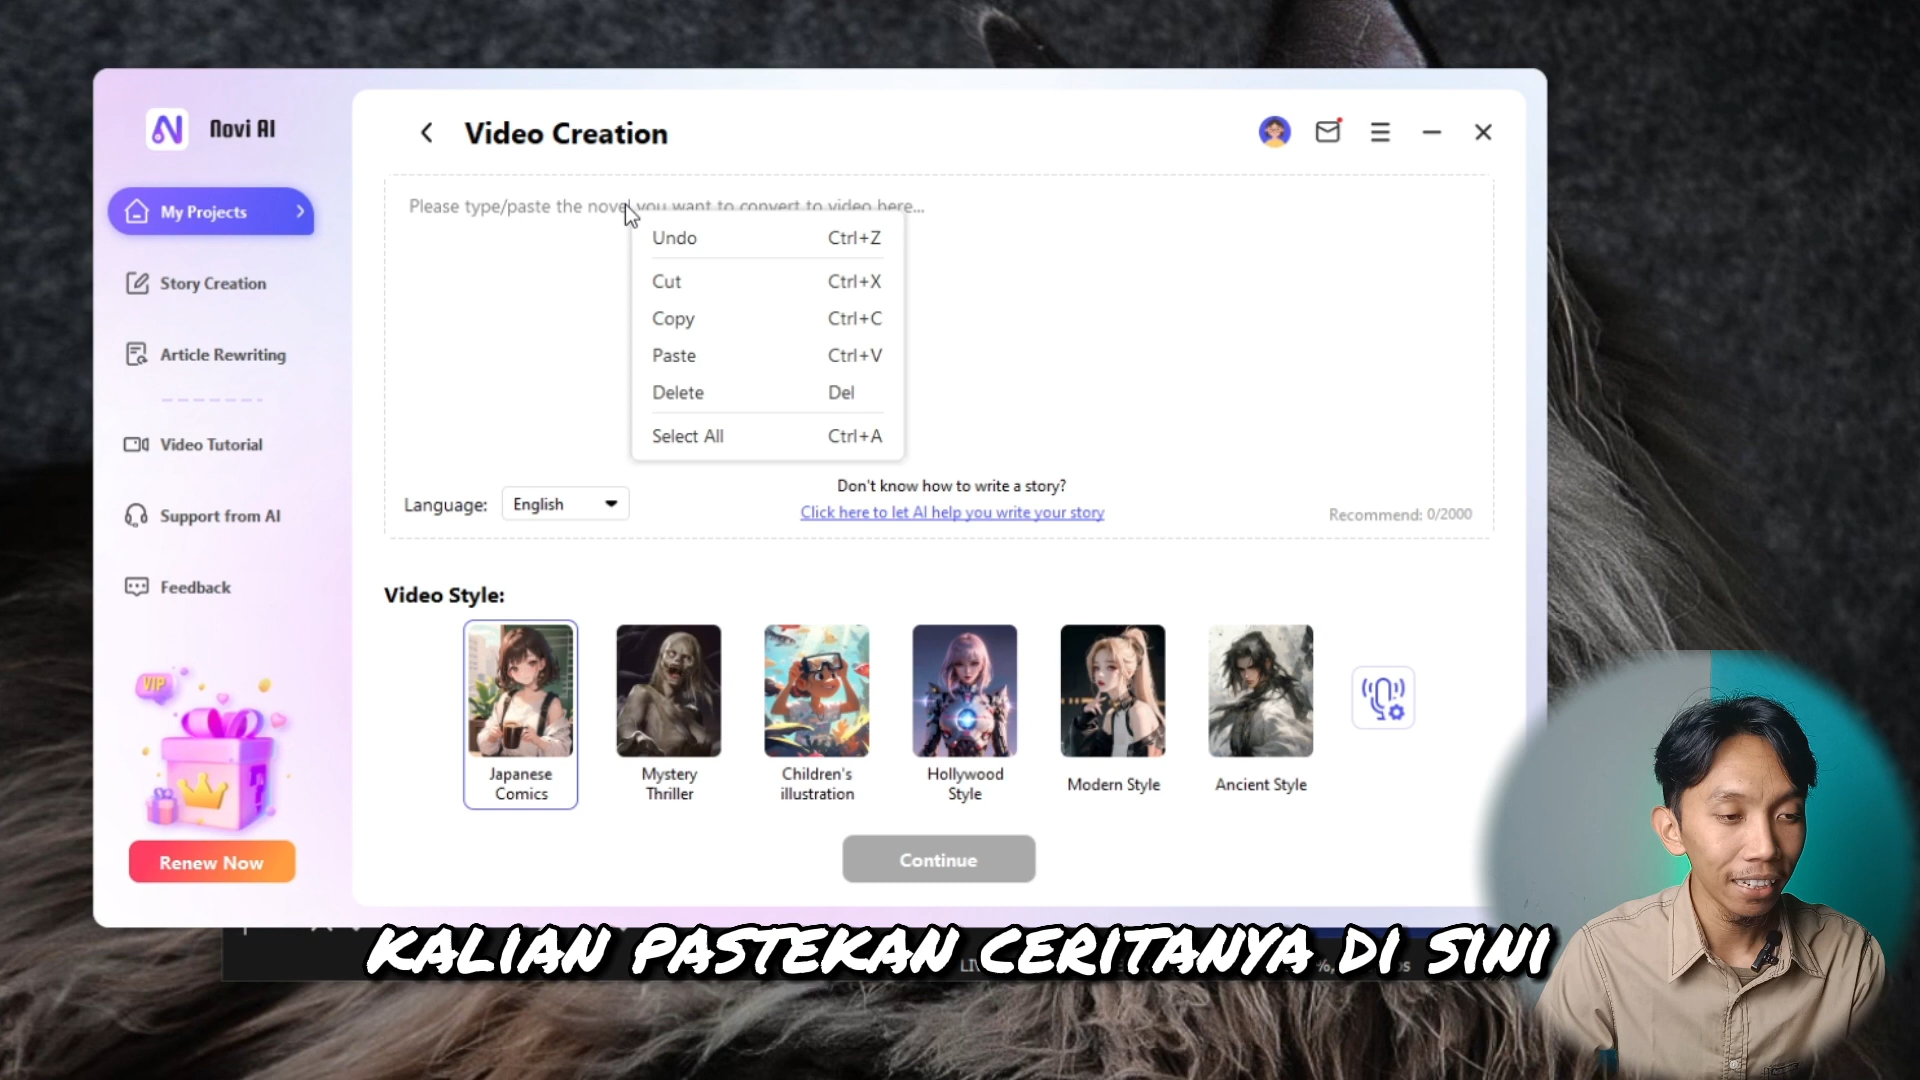 Novi AI
Video Creation
My Projects
Story Creation
Article Rewriting
Video Tutorial
Support from AI
Feedback
VIP
Renew Now
Please type/paste the novel you want to convert to video here...
Undo Ctrl+Z
Cut Ctrl+X
Copy Ctrl+C
Paste Ctrl+V
Delete Del
Select All Ctrl+A
Language: English
Don't know how to write a story?
Click here to let AI help you write your story
Recommend: 0/2000
Video Style:
Japanese Comics
Mystery Thriller
Children's illustration
Hollywood Style
Modern Style
Ancient Style
Continue
KALIAN PASTEKAN CERITANYA DI SINI